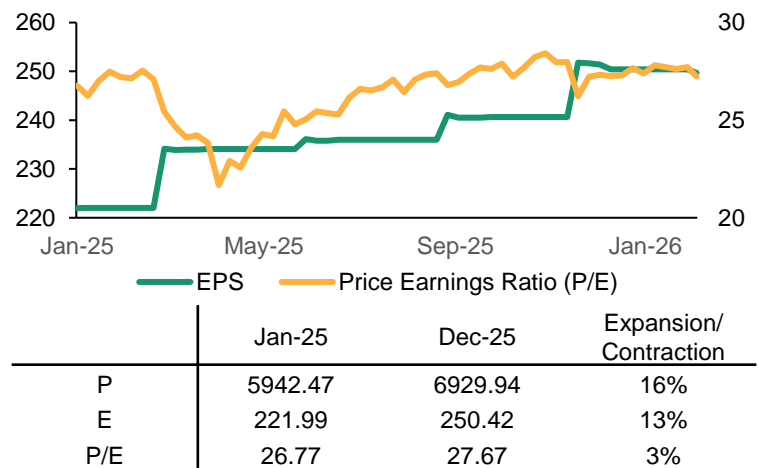 260 30
250
25
240
230
220 20
Jan-25 May-25 Sep-25 Jan-26
EPS Price Earnings Ratio (P/E)
Jan-25 Dec-25 Expansion/
Contraction
P 5942.47 6929.94 16%
E 221.99 250.42 13%
P/E 26.77 27.67 3%